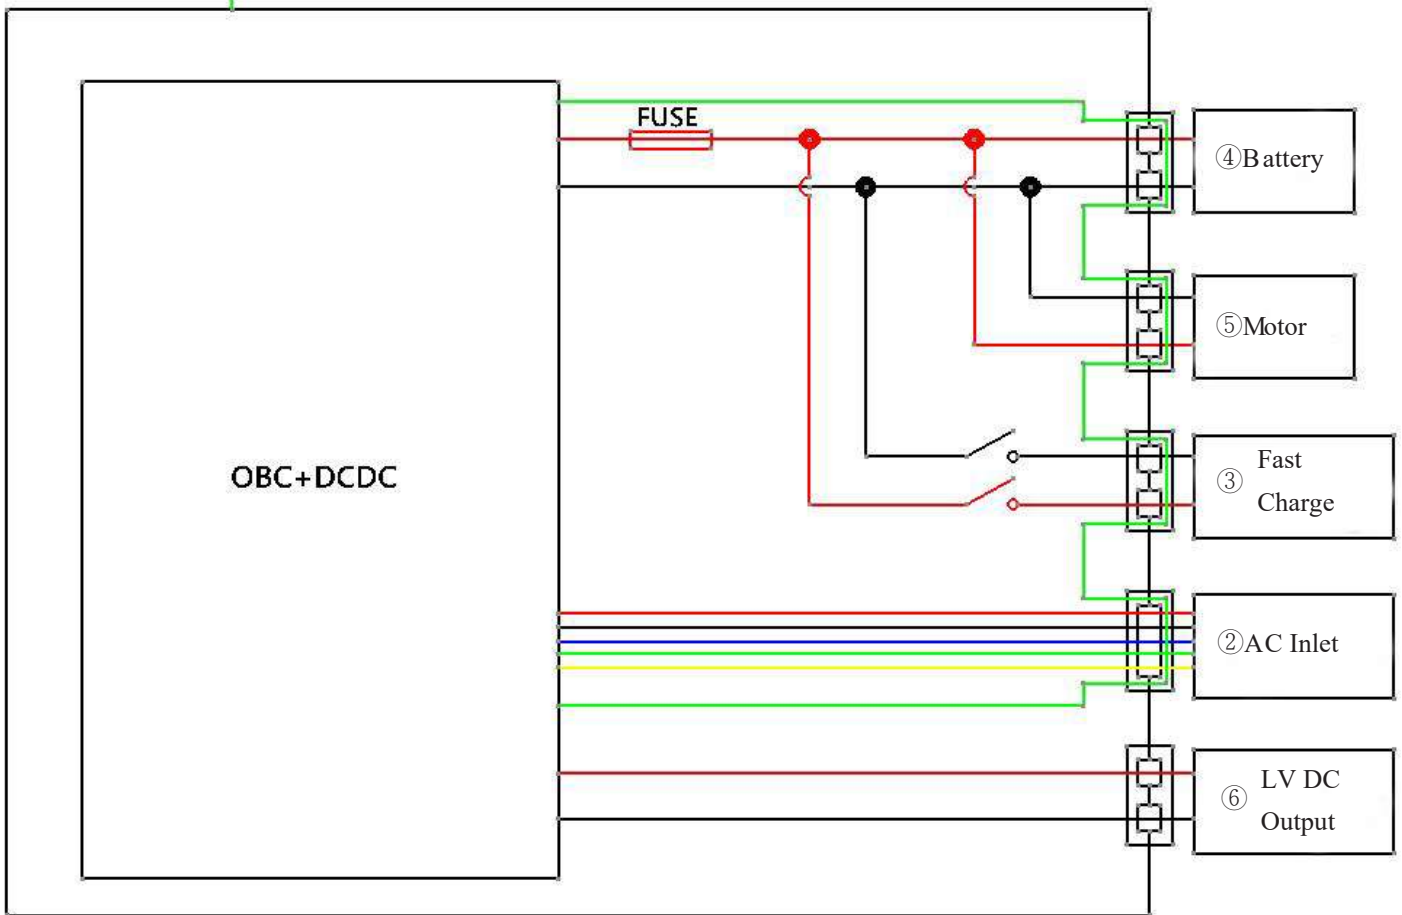 FUSE
④Battery
⑤Motor
OBC+DCDC
③ Fast
Charge
②AC Inlet
⑥ LV DC
Output